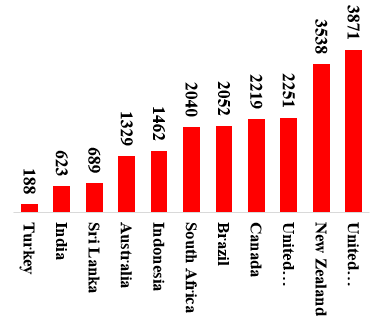 188
623
689
1329
1462
2040
2052
2219
2251
3538
3871
Turkey
India
Sri Lanka
Australia
Indonesia
South Africa
Brazil
Canada
United...
New Zealand
United...